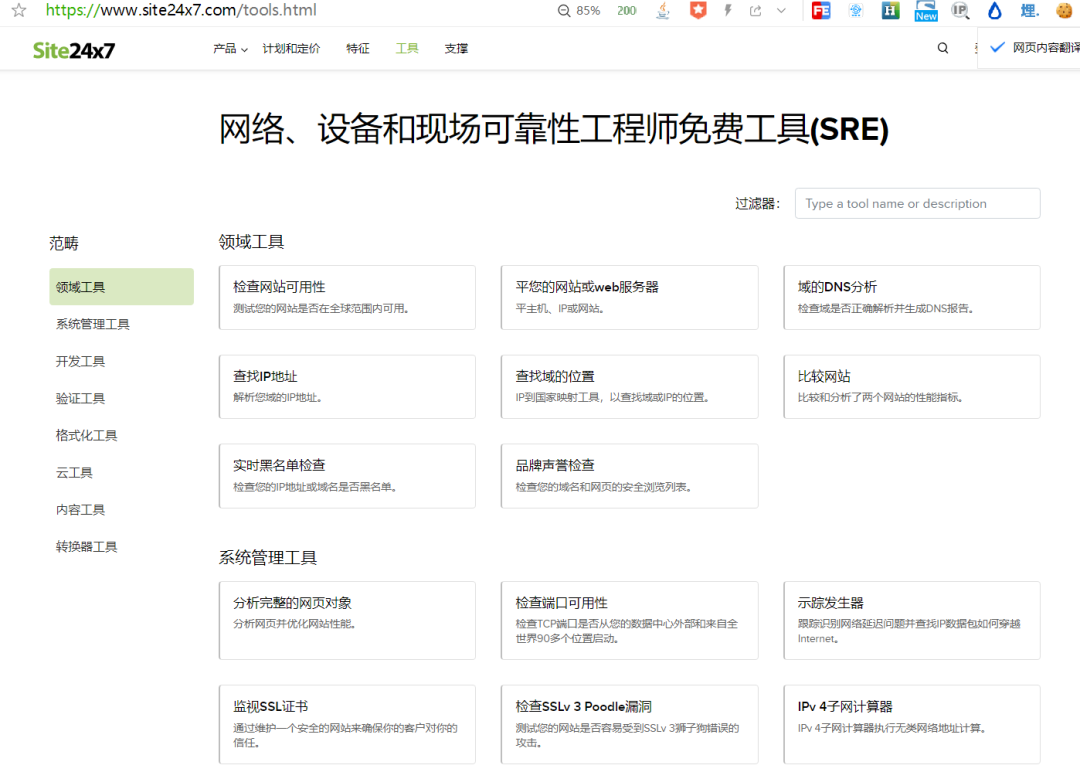 https://www.site24x7.com/tools.html 85% 200 FE H New IP 埋.
Site24x7 产品 计划和定价 特征 工具 支撑 网页内容翻译
网络、设备和现场可靠性工程师免费工具(SRE)
过滤器： Type a tool name or description
范畴
领域工具
系统管理工具
开发工具
验证工具
格式化工具
云工具
内容工具
转换器工具
领域工具
检查网站可用性
测试您的网站是否在全球范围内可用。
平您的网站或web服务器
平主机、IP或网站。
域的DNS分析
检查域是否正确解析并生成DNS报告。
查找IP地址
解析您域的IP地址。
查找域的位置
IP到国家映射工具，以查找域或IP的位置。
比较网站
比较和分析了两个网站的性能指标。
实时黑名单检查
检查您的IP地址或域名是否黑名单。
品牌声誉检查
检查您的域名和网页的安全浏览列表。
系统管理工具
分析完整的网页对象
分析网页并优化网站性能。
检查端口可用性
检查TCP端口是否从您的数据中心外部和来自全
世界90多个位置启动。
示踪发生器
跟踪识别网络延迟问题并查找IP数据包如何穿越
Internet。
监视SSL证书
通过维护一个安全的网站来确保你的客户对你的
信任。
检查SSLv 3 Poodle漏洞
测试您的网站是否容易受到SSLv 3狮子狗错误的
攻击。
IPv 4子网计算器
IPv 4子网计算器执行无类网络地址计算。